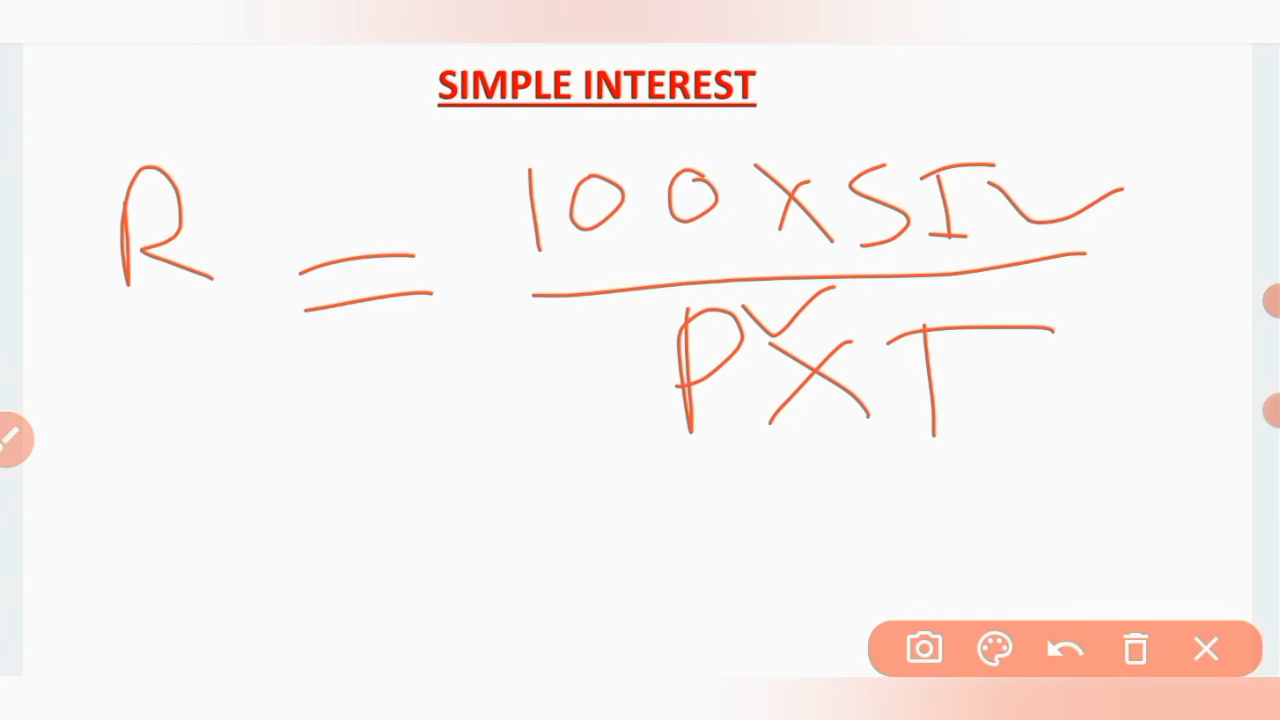 SIMPLE INTEREST
R = 100 X SI
P X T